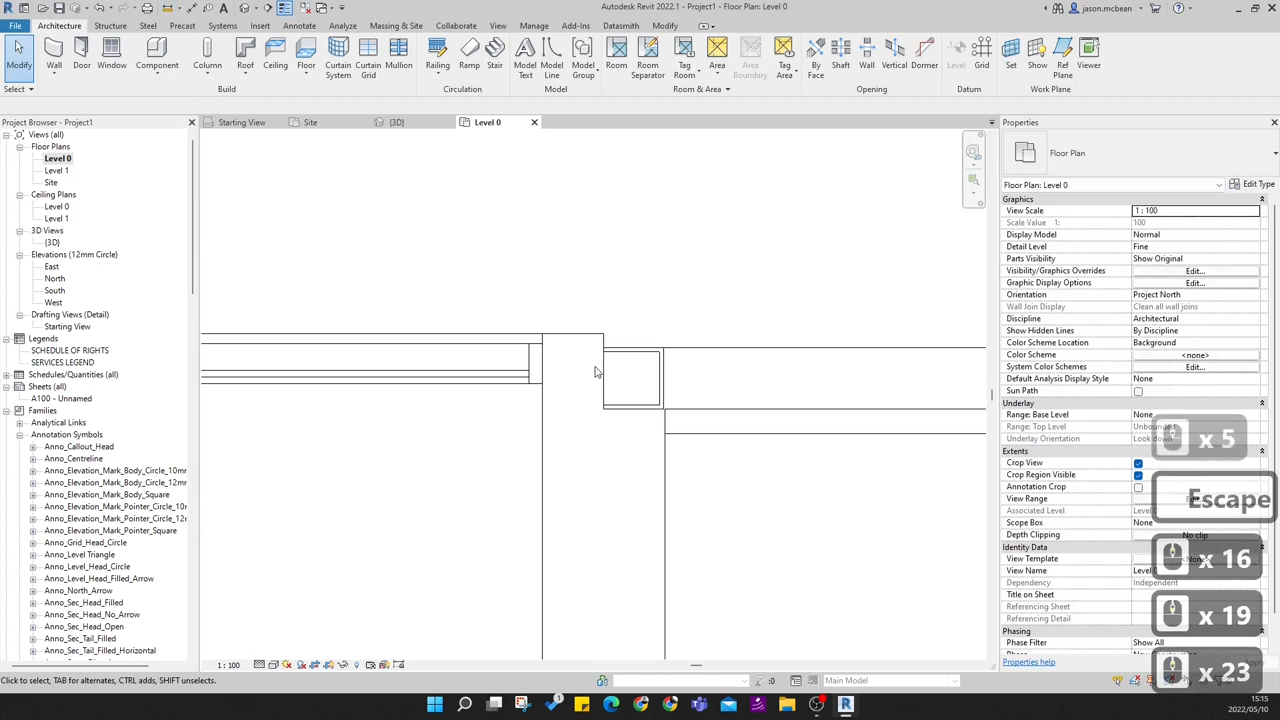 Autodesk Revit 2022.1 - Project1 - Floor Plan: Level 0
jason.mcbean
File Architecture Structure Steel Precast Systems Insert Annotate Analyze Massing & Site Collaborate View Manage Add-Ins Datasmith Modify
Modify Wall Door Window Component Column Roof Ceiling Floor Curtain System Curtain Grid Mullion Railing Ramp Stair Model Text Model Line Model Group Room Room Separator Tag Room Area Area Boundary Tag Area By Face Shaft Wall Vertical Dormer Level Grid Set Show Ref Plane Viewer
Select Build Circulation Model Room & Area Opening Datum Work Plane
Project Browser - Project1
Starting View Site {3D} Level 0
Views (all)
Floor Plans
Level 0
Level 1
Site
Ceiling Plans
Level 0
Level 1
3D Views
{3D}
Elevations (12mm Circle)
East
North
South
West
Drafting Views (Detail)
Starting View
Legends
SCHEDULE OF RIGHTS
SERVICES LEGEND
Schedules/Quantities (all)
Sheets (all)
A100 - Unnamed
Families
Analytical Links
Annotation Symbols
Anno_Callout_Head
Anno_Centreline
Anno_Elevation_Mark_Body_Circle_10mm
Anno_Elevation_Mark_Body_Circle_12mm
Anno_Elevation_Mark_Body_Square
Anno_Elevation_Mark_Pointer_Circle_10
Anno_Elevation_Mark_Pointer_Circle_12
Anno_Elevation_Mark_Pointer_Square
Anno_Grid_Head_Circle
Anno_Level Triangle
Anno_Level_Head_Circle
Anno_Level_Head_Filled_Arrow
Anno_North_Arrow
Anno_Sec_Head_Filled
Anno_Sec_Head_No_Arrow
Anno_Sec_Head_Open
Anno_Sec_Tail_Filled
Anno_Sec_Tail_Filled_Horizontal
Properties
Floor Plan
Floor Plan: Level 0 Edit Type
Graphics
View Scale 1 : 100
Scale Value 1: 100
Display Model Normal
Detail Level Fine
Parts Visibility Show Original
Visibility/Graphics Overrides Edit...
Graphic Display Options Edit...
Orientation Project North
Wall Join Display Clean all wall joins
Discipline Architectural
Show Hidden Lines By Discipline
Color Scheme Location Background
Color Scheme <none>
System Color Schemes Edit...
Default Analysis Display Style None
Sun Path
Underlay
Range: Base Level None
Range: Top Level Unbounded
Underlay Orientation Look down
Extents
Crop View
Crop Region Visible
Annotation Crop
View Range
Associated Level Level 0
Scope Box None
Depth Clipping No clip
Identity Data
View Template
View Name Level 0
Dependency Independent
Title on Sheet
Referencing Sheet
Referencing Detail
Phasing
Phase Filter Show All
Properties help
x 5
Escape
x 16
x 19
x 23
1 : 100
Click to select, TAB for alternates, CTRL adds, SHIFT unselects.
:0
Main Model
15:15
2022/05/10